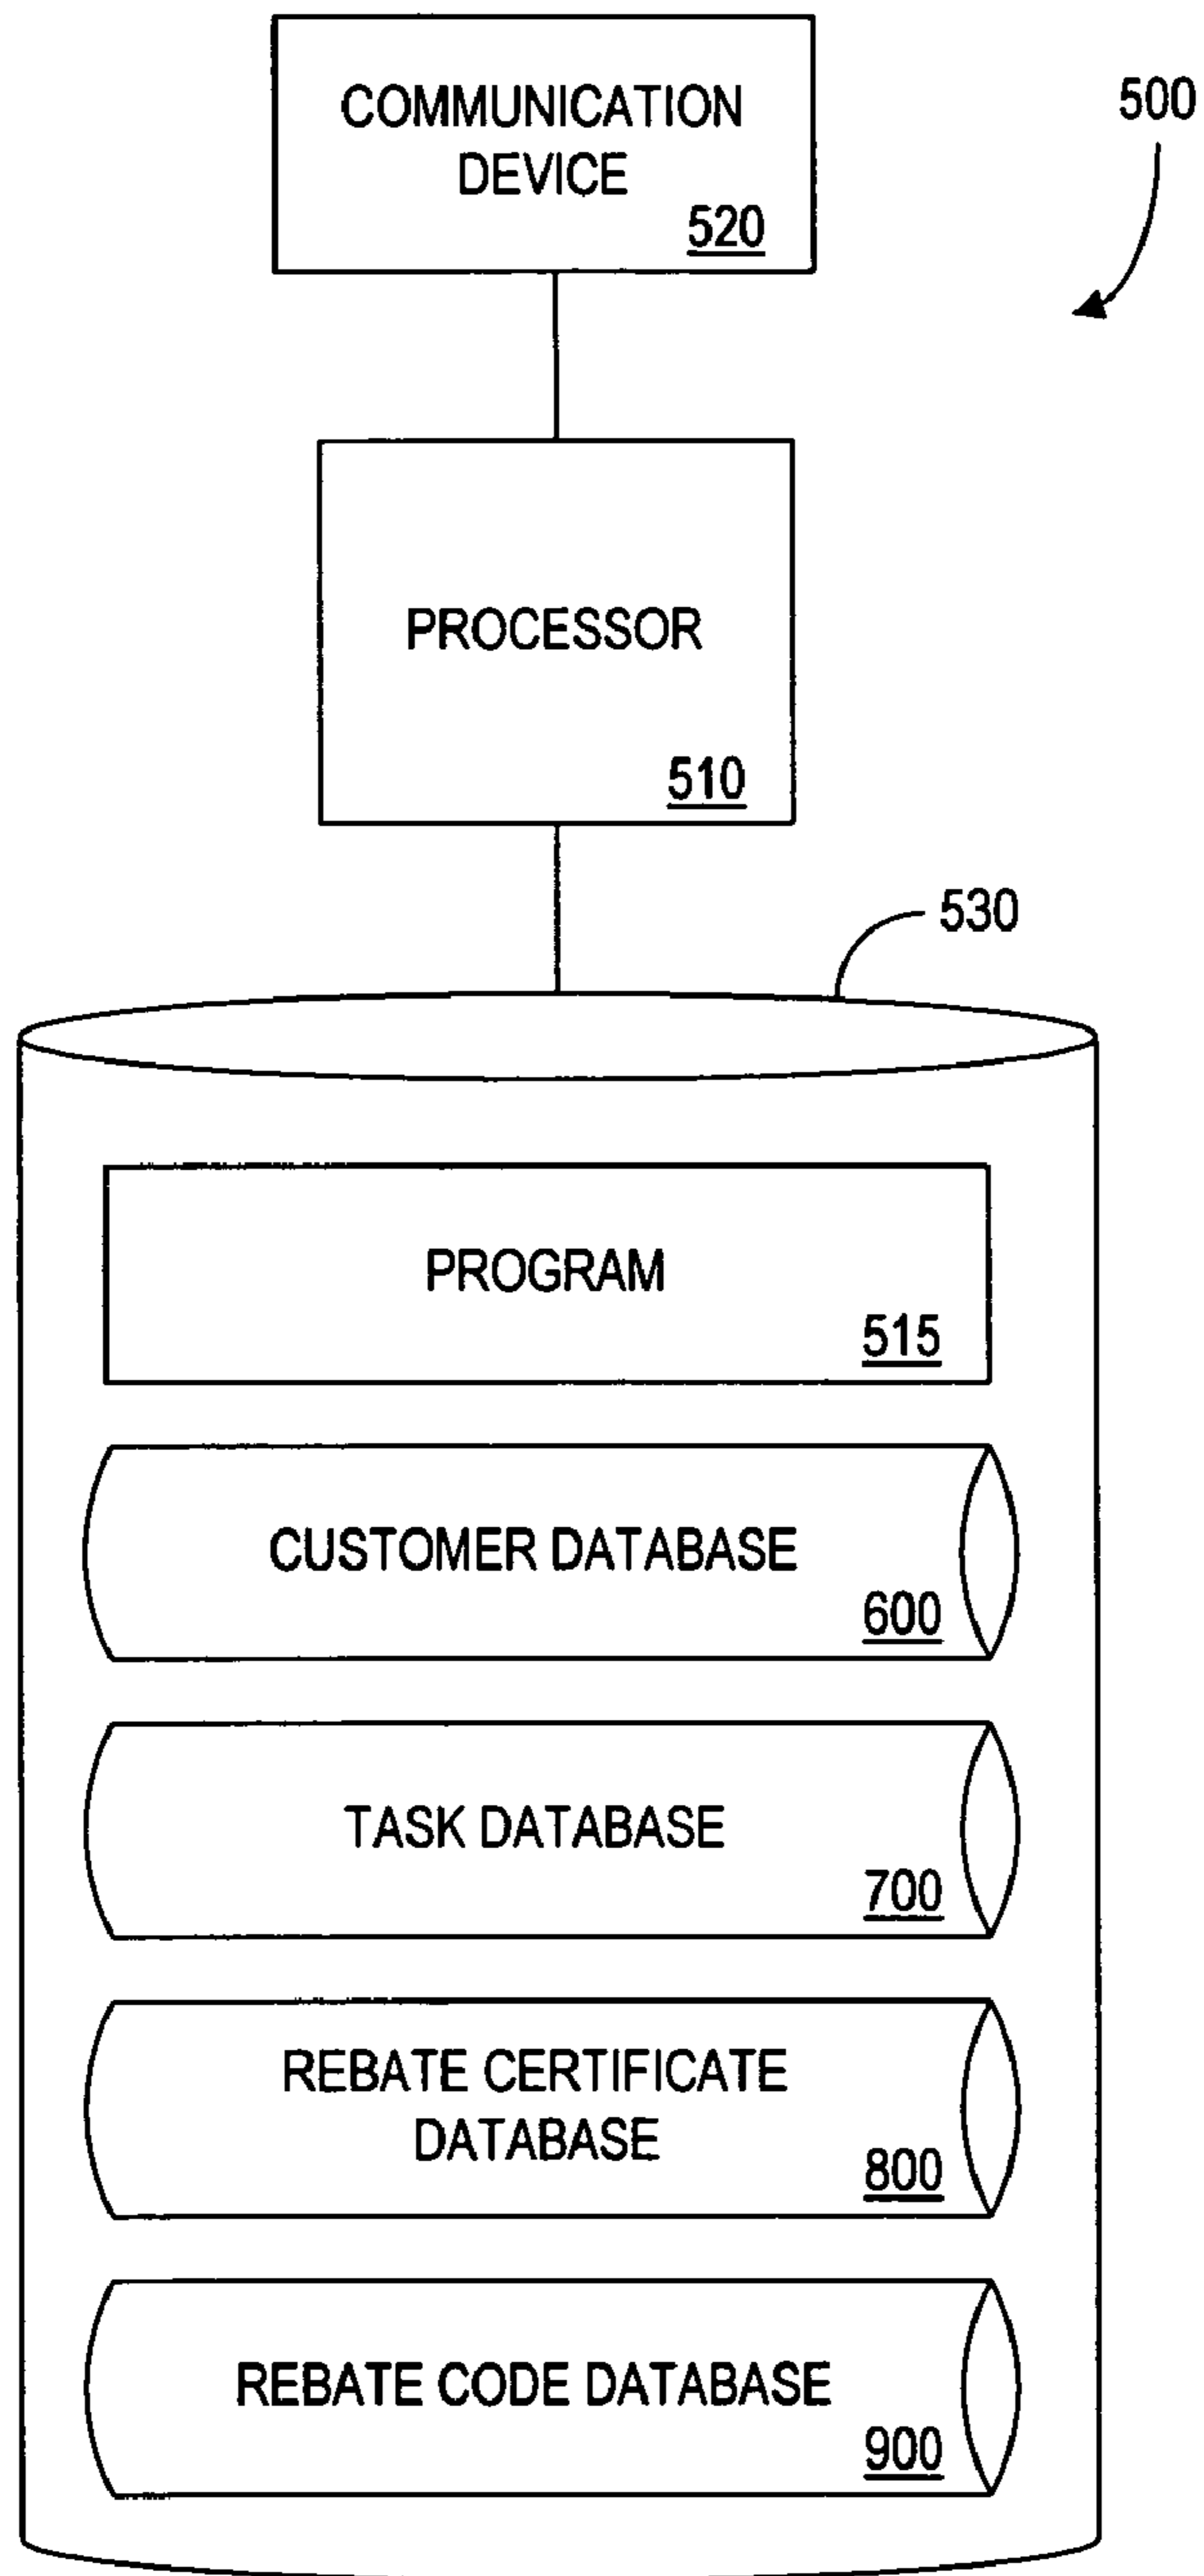 COMMUNICATION
DEVICE
520
500
PROCESSOR
510
530
PROGRAM
515
CUSTOMER DATABASE
600
TASK DATABASE
700
REBATE CERTIFICATE
DATABASE
800
REBATE CODE DATABASE
900